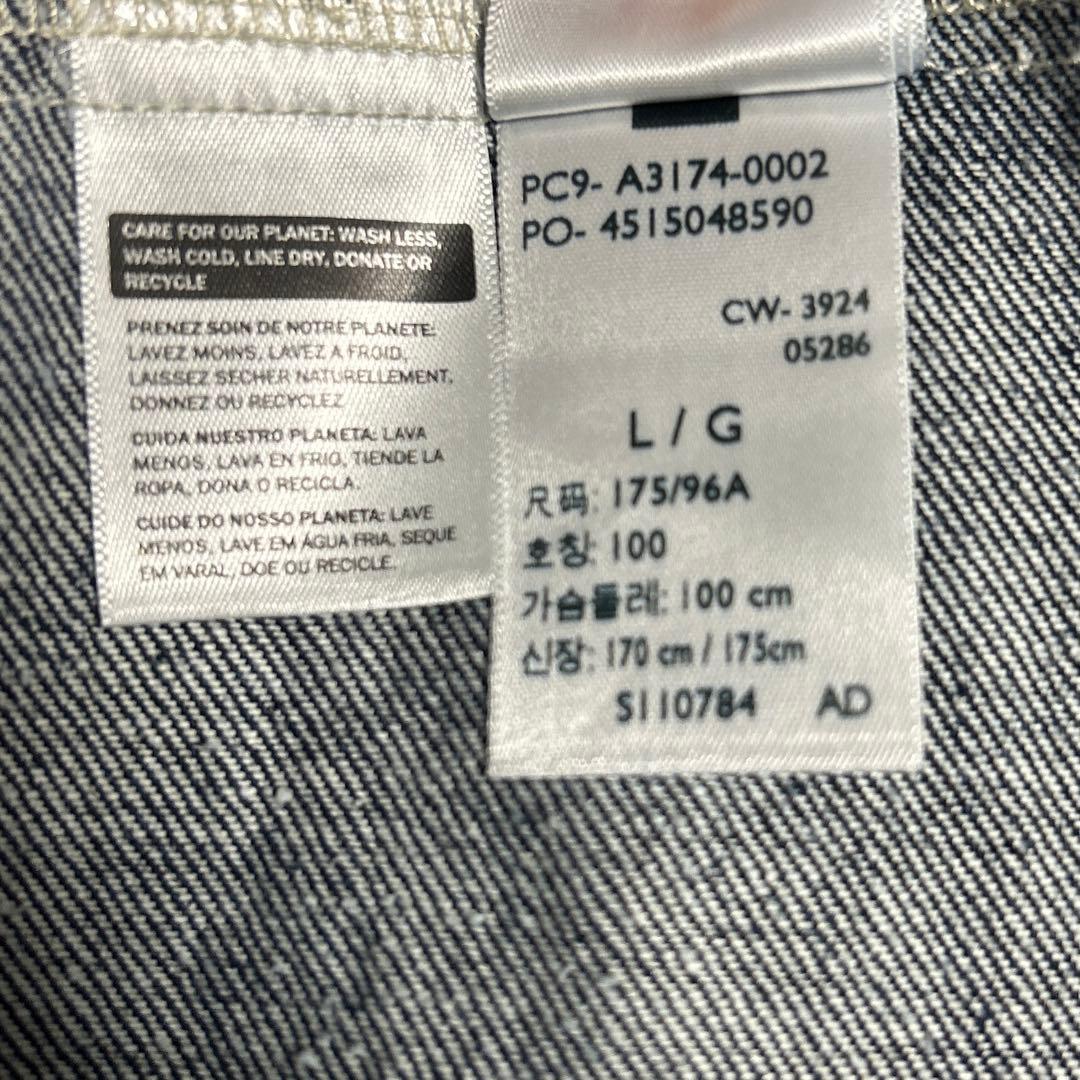 CARE FOR OUR PLANET: WASH LESS,
WASH COLD, LINE DRY, DONATE OR
RECYCLE
PRENEZ SOIN DE NOTRE PLANETE:
LAVEZ MOINS, LAVEZ A FROID,
LAISSEZ SECHER NATURELLEMENT,
DONNEZ OU RECYCLEZ
CUIDA NUESTRO PLANETA: LAVA
MENOS, LAVA EN FRIO, TIENDE LA
ROPA, DONA O RECICLA.
CUIDE DO NOSSO PLANETA: LAVE
MENOS, LAVE EM ÁGUA FRIA, SEQUE
EM VARAL, DOE OU RECICLE.
PC9- A3174-0002
PO- 4515048590
CW- 3924
05286
L / G
尺码: 175/96A
호칭: 100
가슴둘레: 100 cm
신장: 170 cm / 175cm
S110784 AD